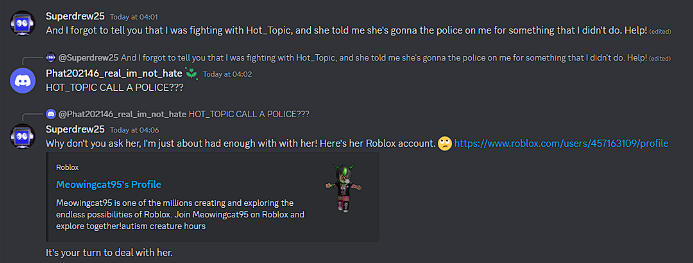 Superdrew25 Today at 04:01
And I forgot to tell you that I was fighting with Hot_Topic, and she told me she's gonna the police on me for something that I didn't do. Help! (edited)
@Superdrew25 And I forgot to tell you that I was fighting with Hot_Topic, and she told me she's gonna the police on me for something that I didn't do. Help! (edited)
Phat202146_real_im_not_hate Today at 04:02
HOT_TOPIC CALL A POLICE???
@Phat202146_real_im_not_hate HOT_TOPIC CALL A POLICE???
Superdrew25 Today at 04:06
Why don't you ask her, I'm just about had enough with with her! Here's her Roblox account. 🙄 https://www.roblox.com/users/457163109/profile
Roblox
Meowingcat95's Profile
Meowingcat95 is one of the millions creating and exploring the
endless possibilities of Roblox. Join Meowingcat95 on Roblox and
explore together!autism creature hours
It's your turn to deal with her.